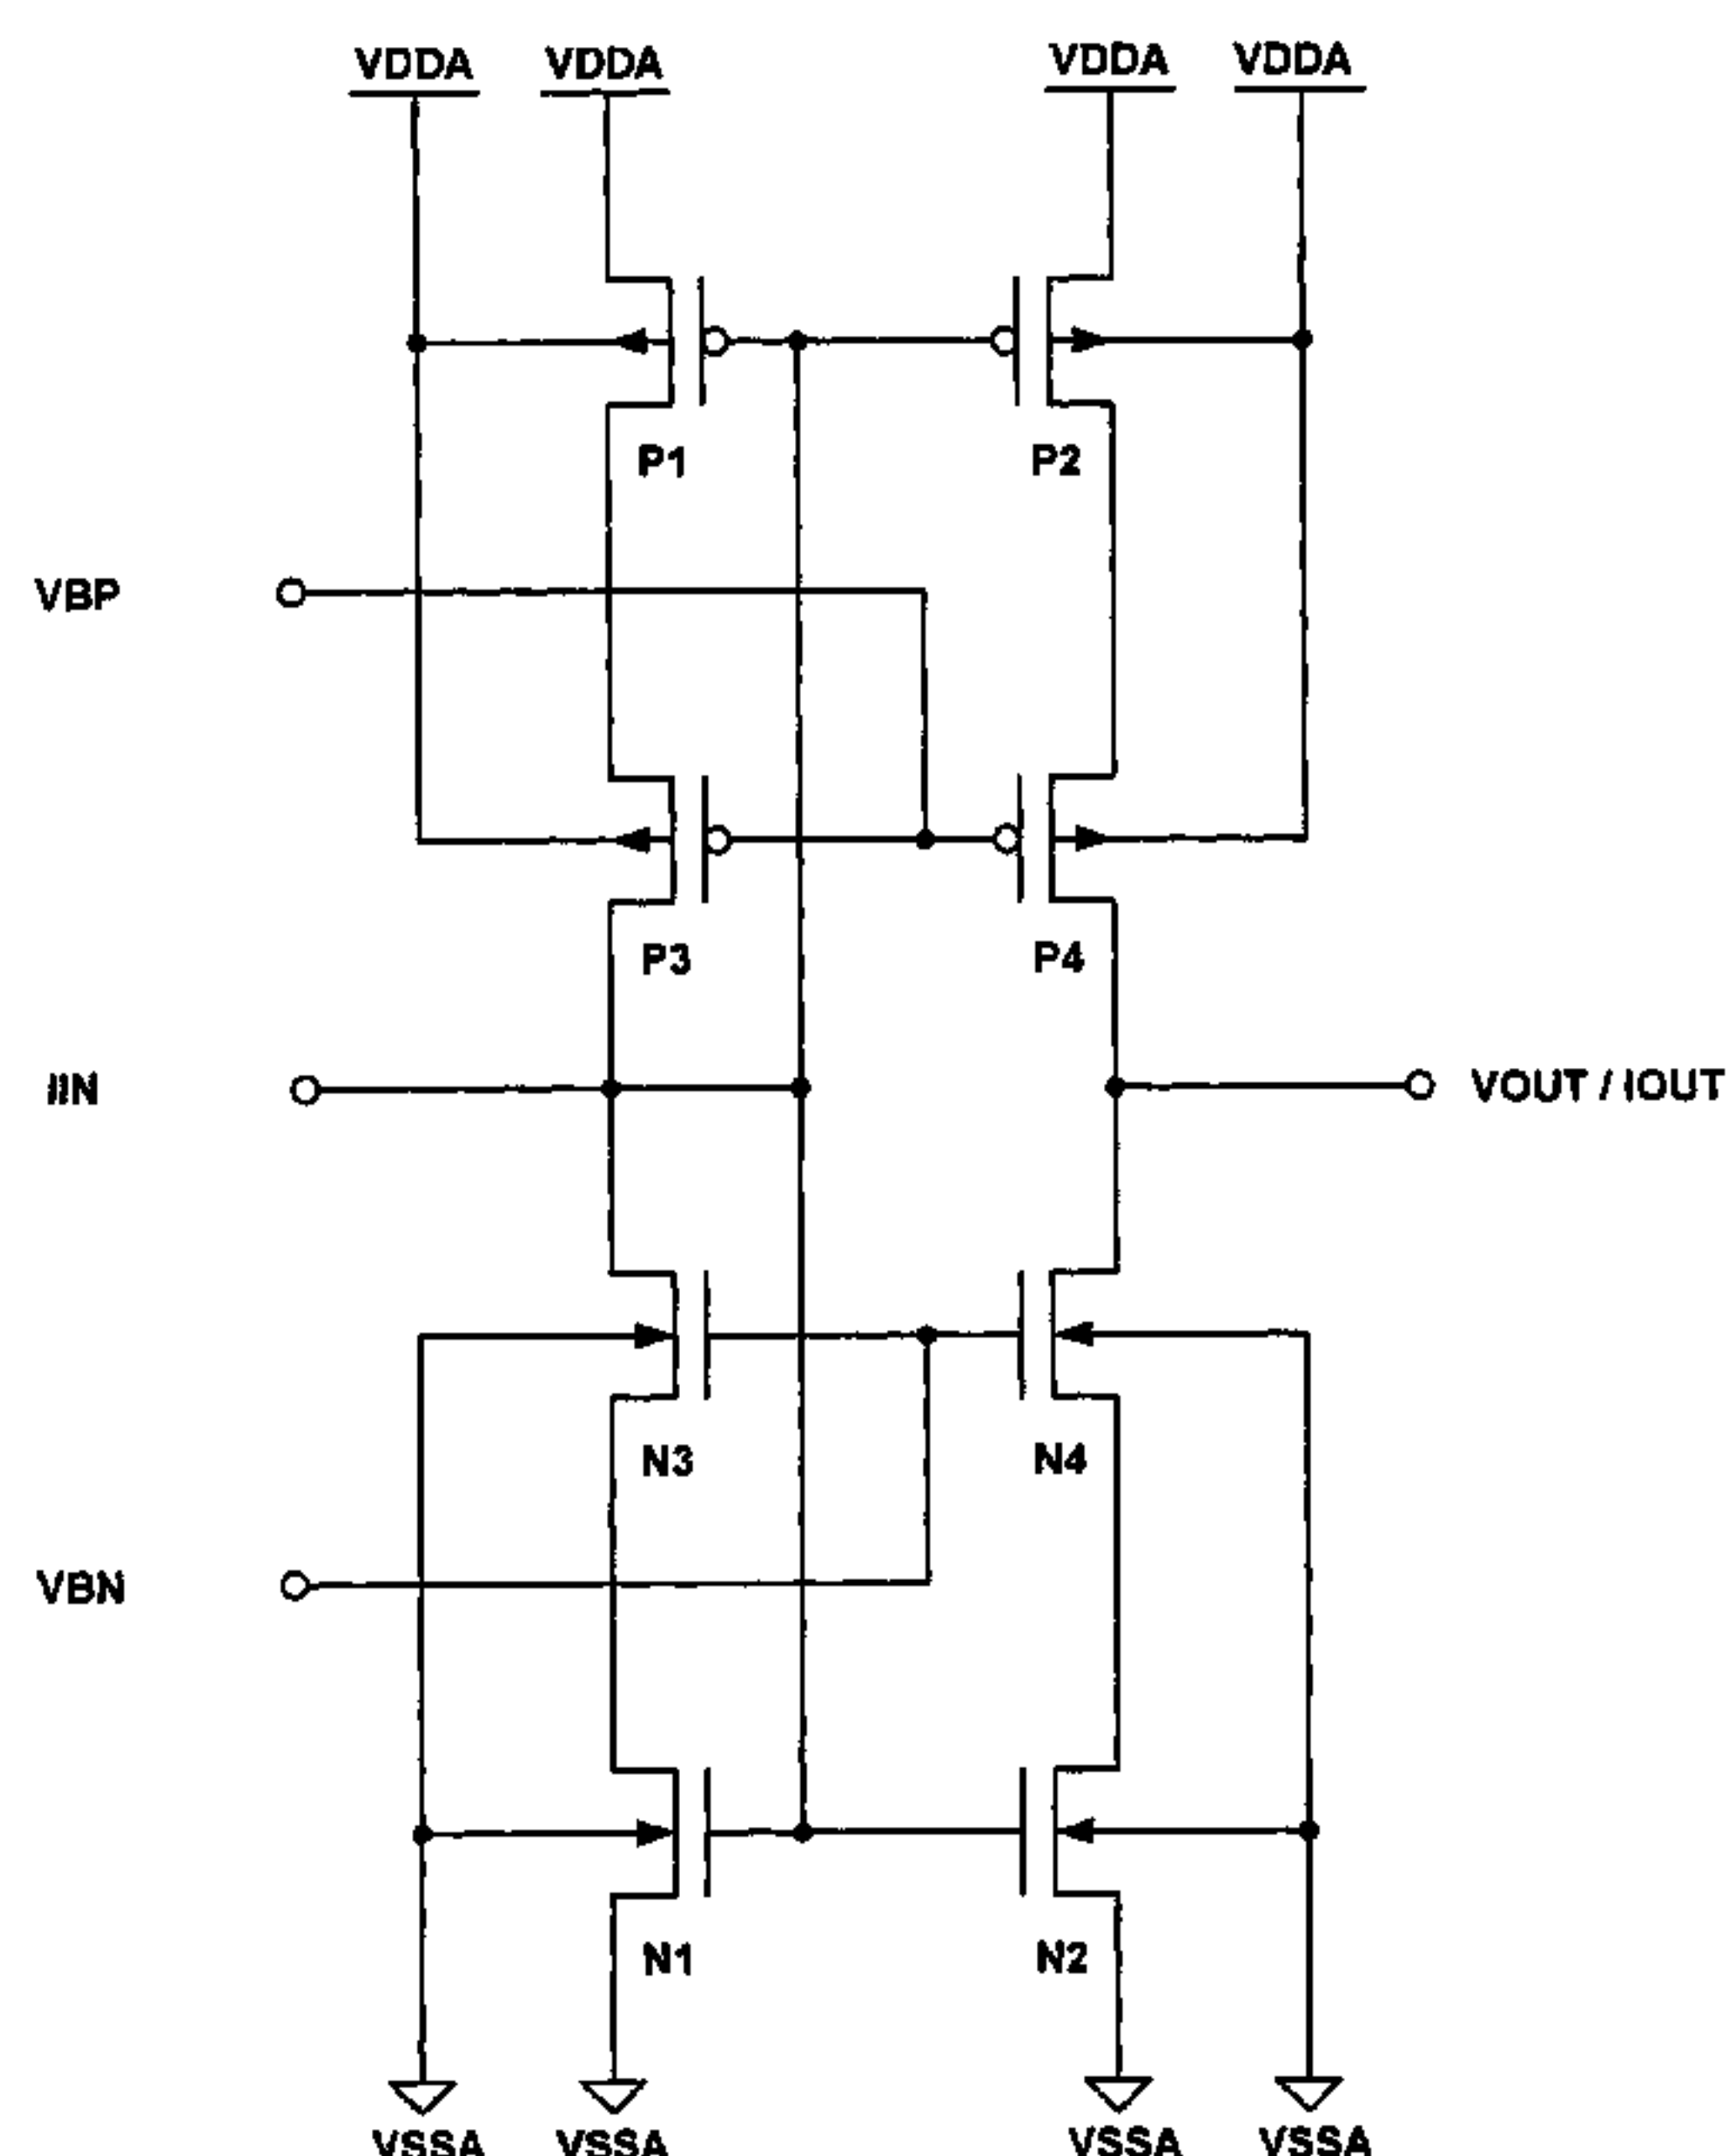 VDDA VDDA VDDA VDDA
P1 P2
VBP
P3 P4
IIN VOUT / IOUT
N3 N4
VBN
N1 N2
VSSA VSSA VSSA VSSA